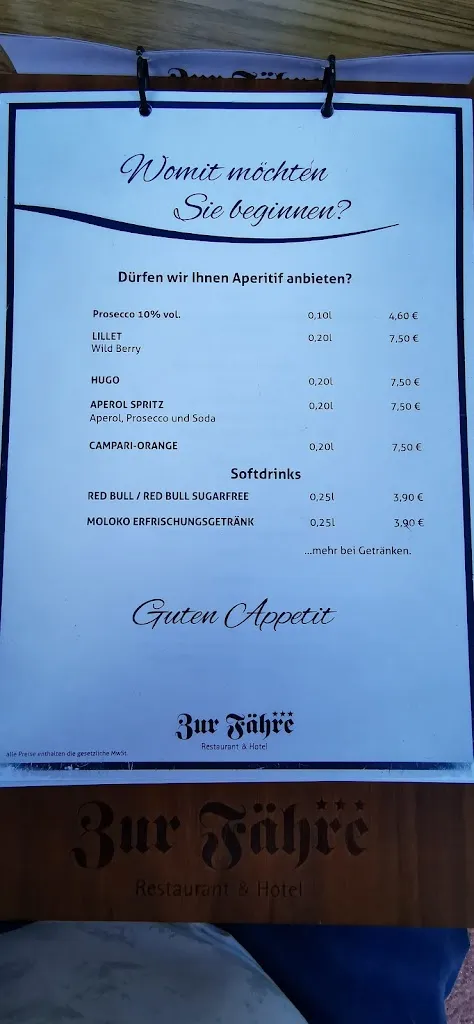 Zur Fähre
Womit möchten
Sie beginnen?
Dürfen wir Ihnen Aperitif anbieten?
Prosecco 10% vol. 0,10l 4,60 €
LILLET 0,20l 7,50 €
Wild Berry
HUGO 0,20l 7,50 €
APEROL SPRITZ 0,20l 7,50 €
Aperol, Prosecco und Soda
CAMPARI-ORANGE 0,20l 7,50 €
Softdrinks
RED BULL / RED BULL SUGARFREE 0,25l 3,90 €
MOLOKO ERFRISCHUNGSGETRÄNK 0,25l 3,90 €
...mehr bei Getränken.
Guten Appetit
Zur Fähre
Restaurant & Hotel
alle Preise enthalten die gesetzliche MwSt.
Zur Fähre
Restaurant & Hotel